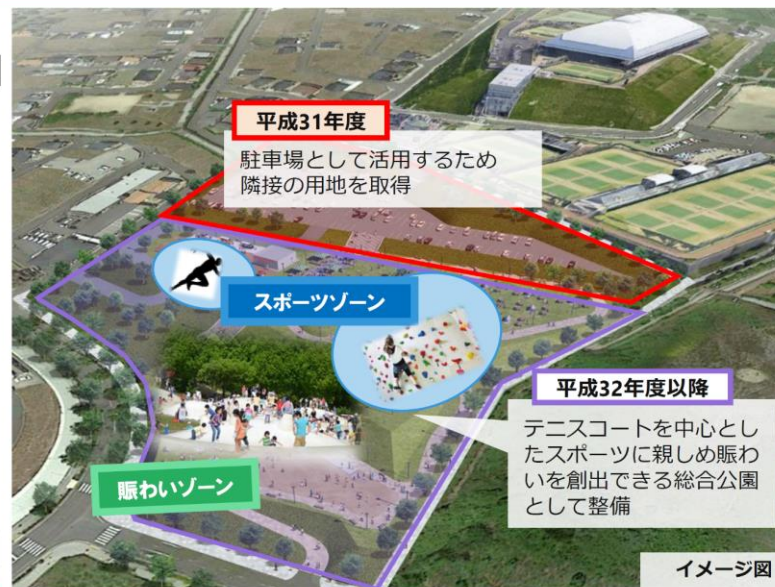 平成31年度
駐車場として活用するため
隣接の用地を取得
スポーツゾーン
平成32年度以降
テニスコートを中心とし
たスポーツに親しめ賑わ
いを創出できる総合公園
として整備
賑わいゾーン
イメージ図